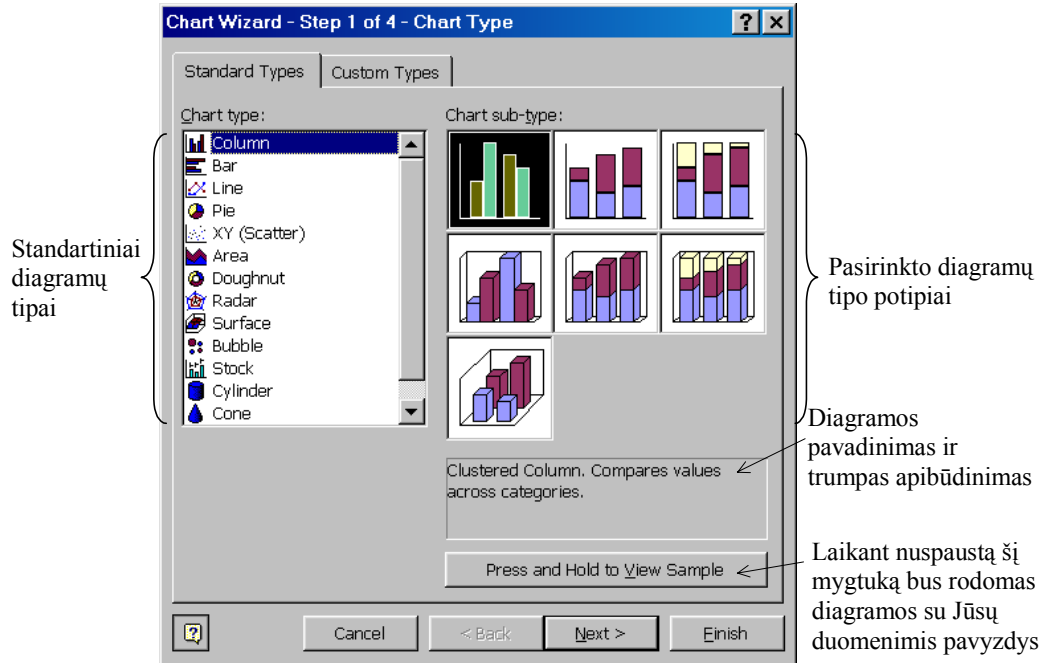 Chart Wizard - Step 1 of 4 - Chart Type
Standard Types
Custom Types
Chart type:
Column
Bar
Line
Pie
XY (Scatter)
Area
Doughnut
Radar
Surface
Bubble
Stock
Cylinder
Cone
Chart sub-type:
Clustered Column. Compares values
across categories.
Press and Hold to View Sample
Cancel
< Back
Next >
Finish
Standartiniai
diagramų
tipai
Pasirinkto diagramų
tipo potipiai
Diagramos
pavadinimas ir
trumpas apibūdinimas
Laikant nuspaustą šį
mygtuką bus rodomas
diagramos su Jūsų
duomenimis pavyzdys